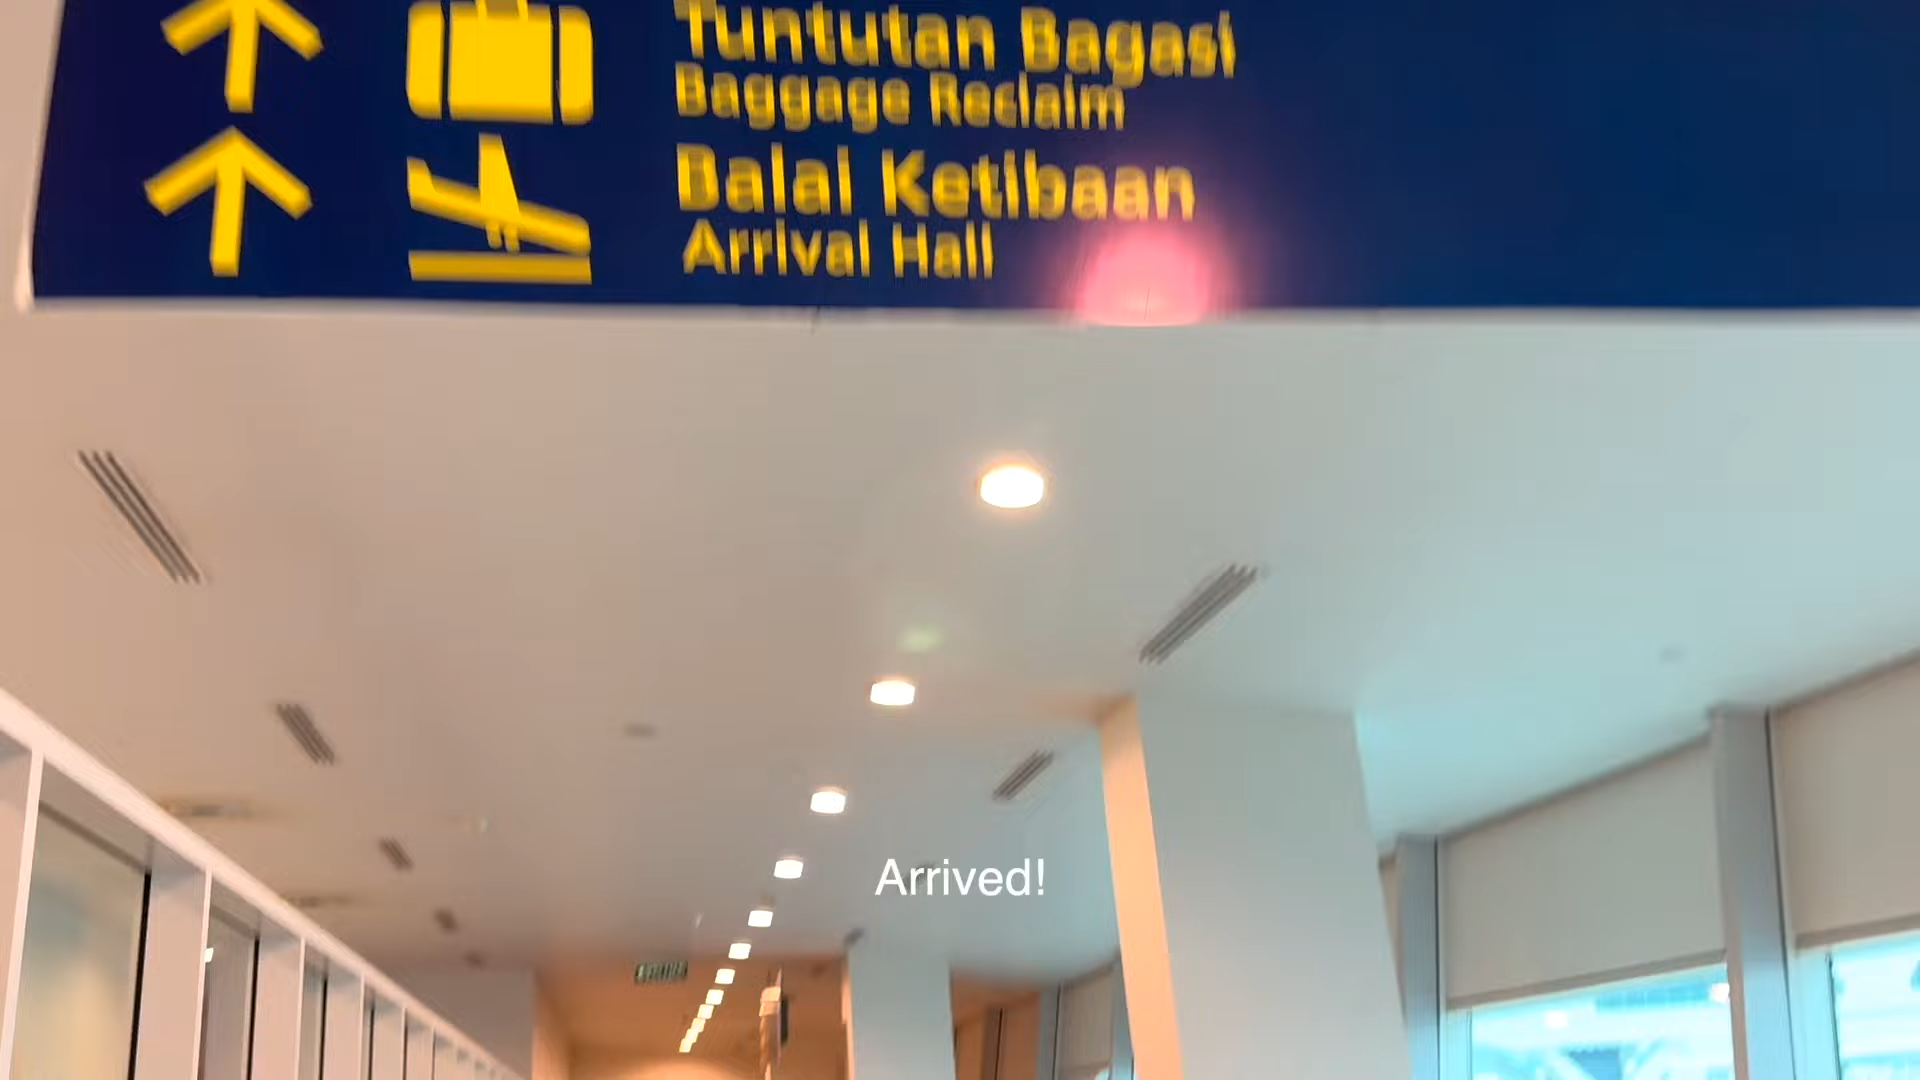 Tuntutan Bagasi
Baggage Reclaim
Balai Ketibaan
Arrival Hall
Arrived!